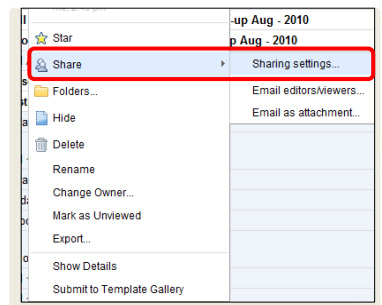 -up Aug - 2010
Star
p Aug - 2010
Share
Sharing settings...
Folders...
Email editors/viewers...
Hide
Email as attachment...
Delete
Rename
Change Owner...
Mark as Unviewed
Export...
Show Details
Submit to Template Gallery